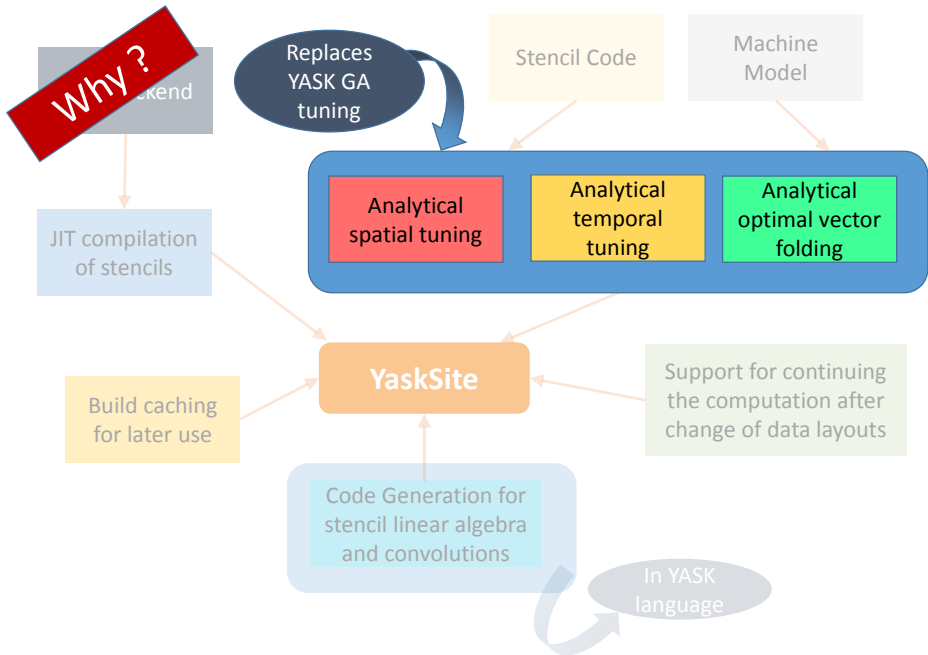 Why ?
ckend
Replaces
YASK GA
tuning
Stencil Code
Machine
Model
Analytical
spatial tuning
Analytical
temporal
tuning
Analytical
optimal vector
folding
JIT compilation
of stencils
YaskSite
Build caching
for later use
Support for continuing
the computation after
change of data layouts
Code Generation for
stencil linear algebra
and convolutions
In YASK
language